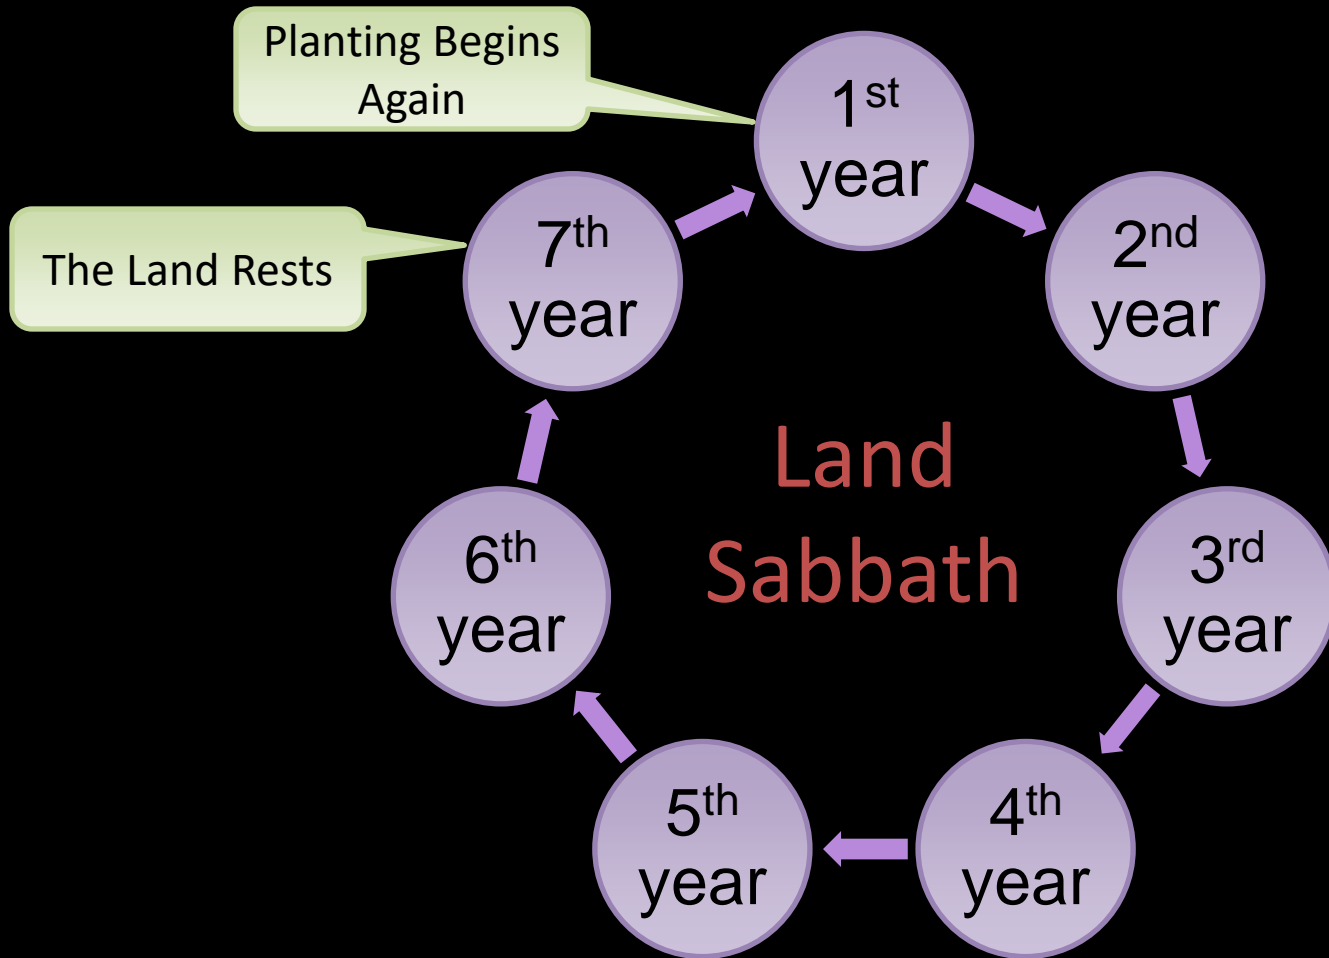 Planting Begins
Again
1st
year
2nd
year
3rd
year
4th
year
5th
year
6th
year
7th
year
The Land Rests
Land
Sabbath